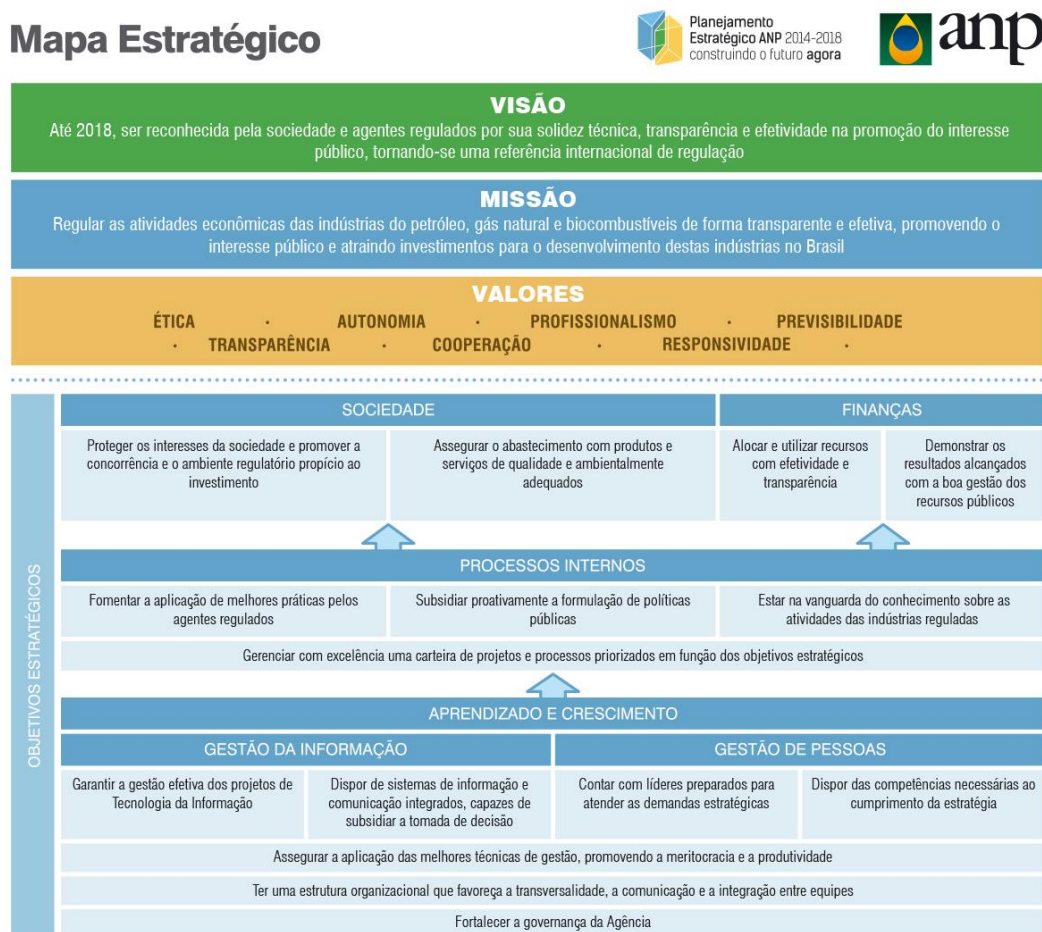 Mapa Estratégico
Planejamento
Estratégico ANP 2014-2018
construindo o futuro agora
anp
VISÃO
Até 2018, ser reconhecida pela sociedade e agentes regulados por sua solidez técnica, transparência e efetividade na promoção do interesse
público, tornando-se uma referência internacional de regulação
MISSÃO
Regular as atividades econômicas das indústrias do petróleo, gás natural e biocombustíveis de forma transparente e efetiva, promovendo o
interesse público e atraindo investimentos para o desenvolvimento destas indústrias no Brasil
VALORES
ÉTICA · AUTONOMIA · PROFISSIONALISMO · PREVISIBILIDADE
· TRANSPARÊNCIA · COOPERAÇÃO · RESPONSIVIDADE ·
OBJETIVOS ESTRATÉGICOS
SOCIEDADE
Proteger os interesses da sociedade e promover a
concorrência e o ambiente regulatório propício ao
investimento
Assegurar o abastecimento com produtos e
serviços de qualidade e ambientalmente
adequados
FINANÇAS
Alocar e utilizar recursos
com efetividade e
transparência
Demonstrar os
resultados alcançados
com a boa gestão dos
recursos públicos
PROCESSOS INTERNOS
Fomentar a aplicação de melhores práticas pelos
agentes regulados
Subsidiar proativamente a formulação de políticas
públicas
Estar na vanguarda do conhecimento sobre as
atividades das indústrias reguladas
Gerenciar com excelência uma carteira de projetos e processos priorizados em função dos objetivos estratégicos
APRENDIZADO E CRESCIMENTO
GESTÃO DA INFORMAÇÃO
Garantir a gestão efetiva dos projetos de
Tecnologia da Informação
Dispor de sistemas de informação e
comunicação integrados, capazes de
subsidiar a tomada de decisão
GESTÃO DE PESSOAS
Contar com líderes preparados para
atender as demandas estratégicas
Dispor das competências necessárias ao
cumprimento da estratégia
Assegurar a aplicação das melhores técnicas de gestão, promovendo a meritocracia e a produtividade
Ter uma estrutura organizacional que favoreça a transversalidade, a comunicação e a integração entre equipes
Fortalecer a governança da Agência